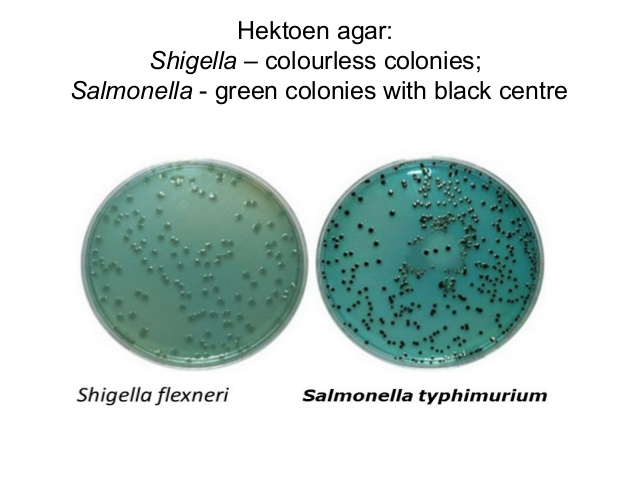 Hektoen agar:
Shigella – colourless colonies;
Salmonella - green colonies with black centre
Shigella flexneri
Salmonella typhimurium